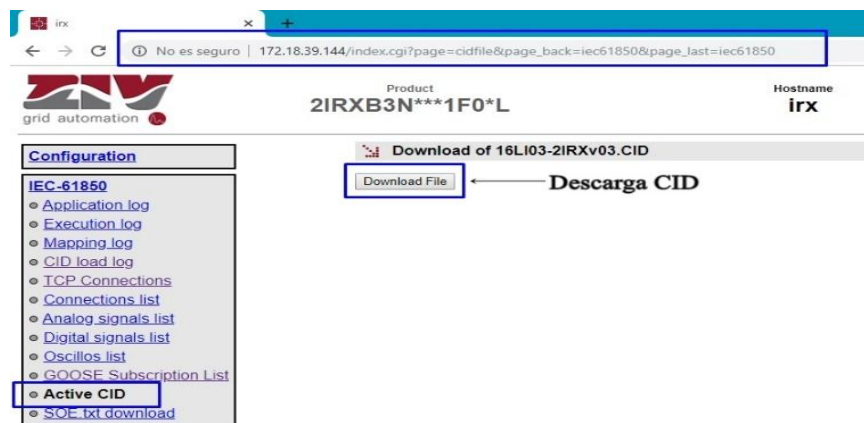 irx
No es seguro | 172.18.39.144/index.cgi?page=cidfile&page_back=iec61850&page_last=iec61850
ZIV
grid automation
Product
2IRXB3N***1F0*L
Hostname
irx
Configuration
IEC-61850
Application log
Execution log
Mapping log
CID load log
TCP Connections
Connections list
Analog signals list
Digital signals list
Oscillos list
GOOSE Subscription List
Active CID
SOE.txt download
Download of 16LI03-2IRXv03.CID
Download File
Descarga CID